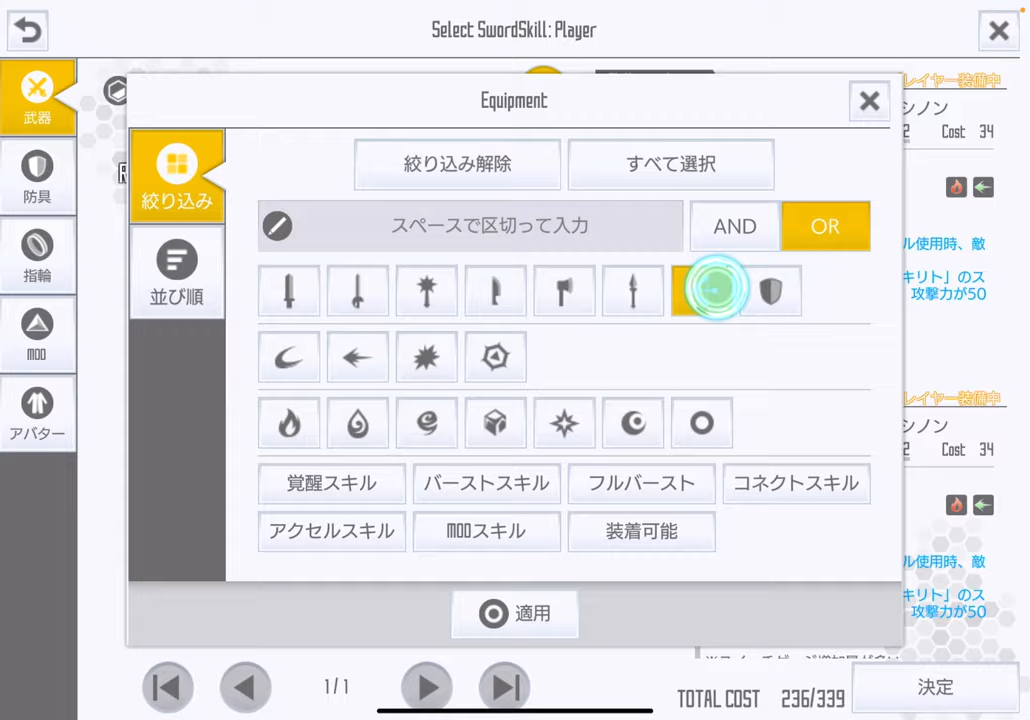 Select SwordSkill: Player
武器
防具
指輪
MOD
アバター
Equipment
絞り込み
並び順
絞り込み解除
すべて選択
スペースで区切って入力
AND
OR
覚醒スキル
バーストスキル
フルバースト
コネクトスキル
アクセルスキル
MODスキル
装着可能
適用
レイヤー装備中
シノン
2 Cost 34
ル使用時、敵
キリト」のス
攻撃力が50
レイヤー装備中
シノン
2 Cost 34
ル使用時、敵
キリト」のス
攻撃力が50
1/1
TOTAL COST 236/339
決定